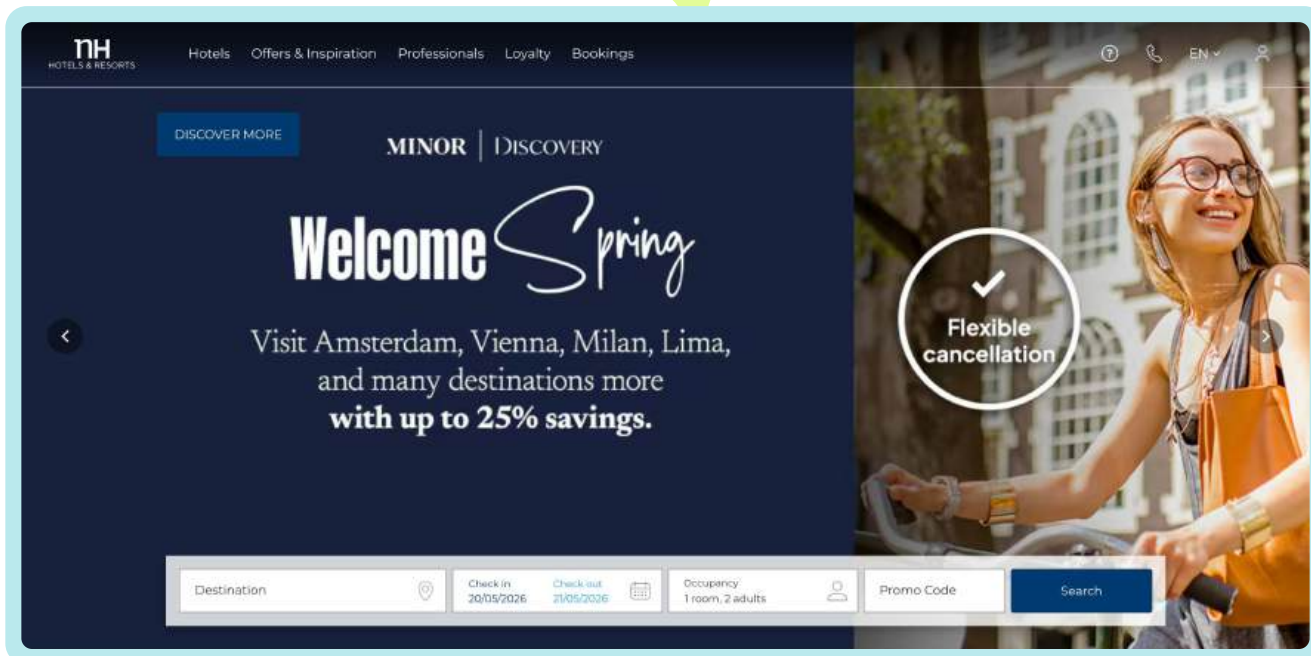 NH
HOTELS & RESORTS
Hotels Offers & Inspiration Professionals Loyalty Bookings
? EN
DISCOVER MORE
MINOR | DISCOVERY
Welcome Spring
Visit Amsterdam, Vienna, Milan, Lima,
and many destinations more
with up to 25% savings.
Flexible
cancellation
Destination
Check in Check out
20/05/2026 21/05/2026
Occupancy
1 room, 2 adults
Promo Code
Search